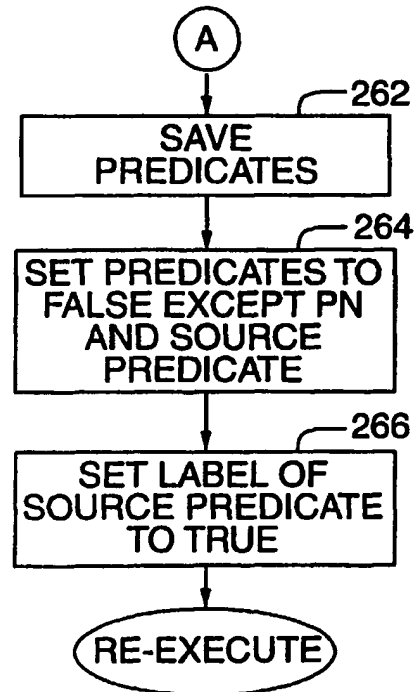 A
262
SAVE
PREDICATES
264
SET PREDICATES TO
FALSE EXCEPT PN
AND SOURCE
PREDICATE
266
SET LABEL OF
SOURCE PREDICATE
TO TRUE
RE-EXECUTE